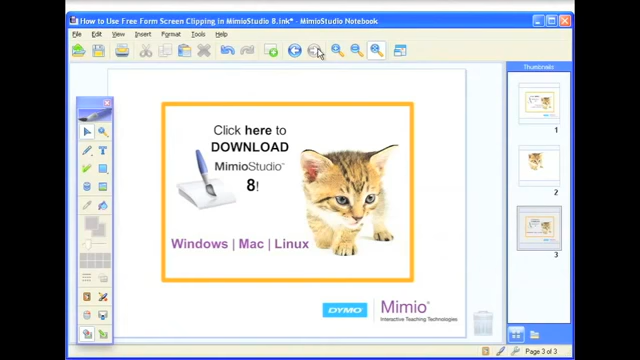 How to Use Free Form Screen Clipping in MimioStudio 8.ink* - MimioStudio Notebook
File Edit View Insert Format Tools Help
Thumbnails
Click here to
DOWNLOAD
MimioStudio™
8!
Windows | Mac | Linux
DYMO Mimio®
Interactive Teaching Technologies
1
2
3
Page 3 of 3